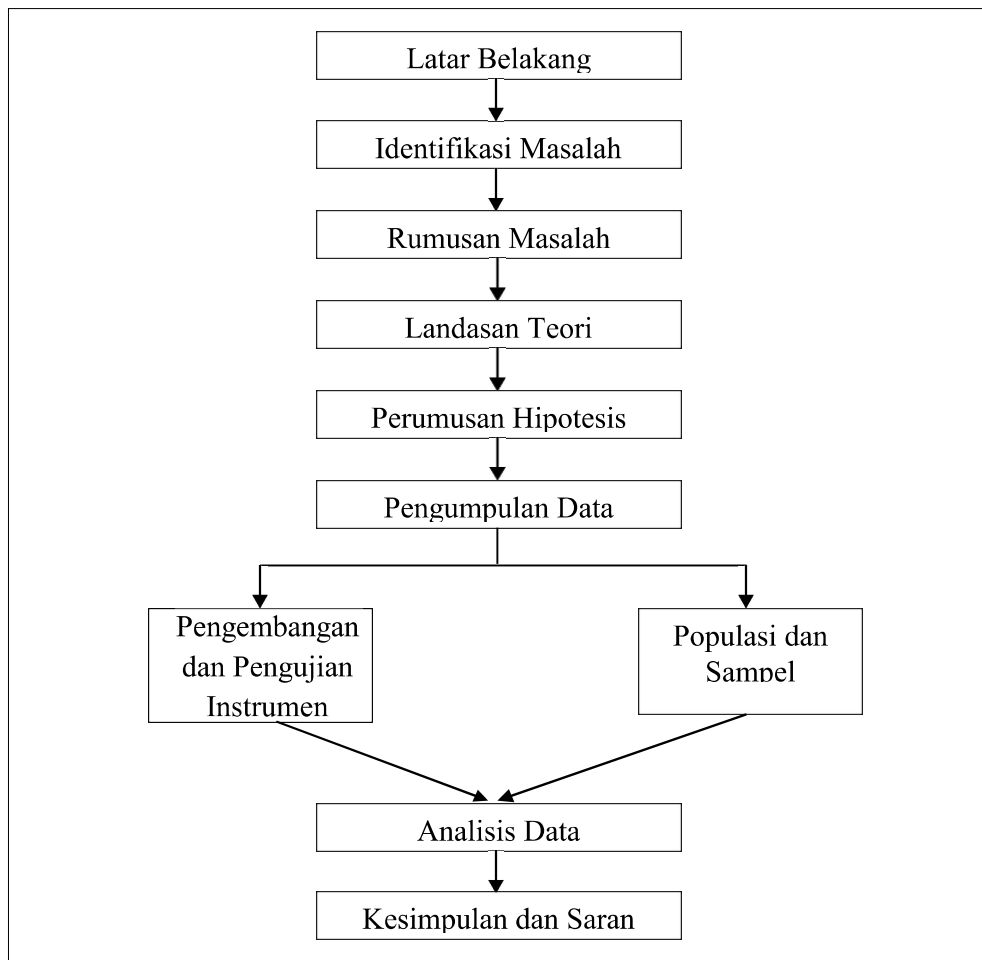 Latar Belakang
Identifikasi Masalah
Rumusan Masalah
Landasan Teori
Perumusan Hipotesis
Pengumpulan Data
Pengembangan
dan Pengujian
Instrumen
Populasi dan
Sampel
Analisis Data
Kesimpulan dan Saran